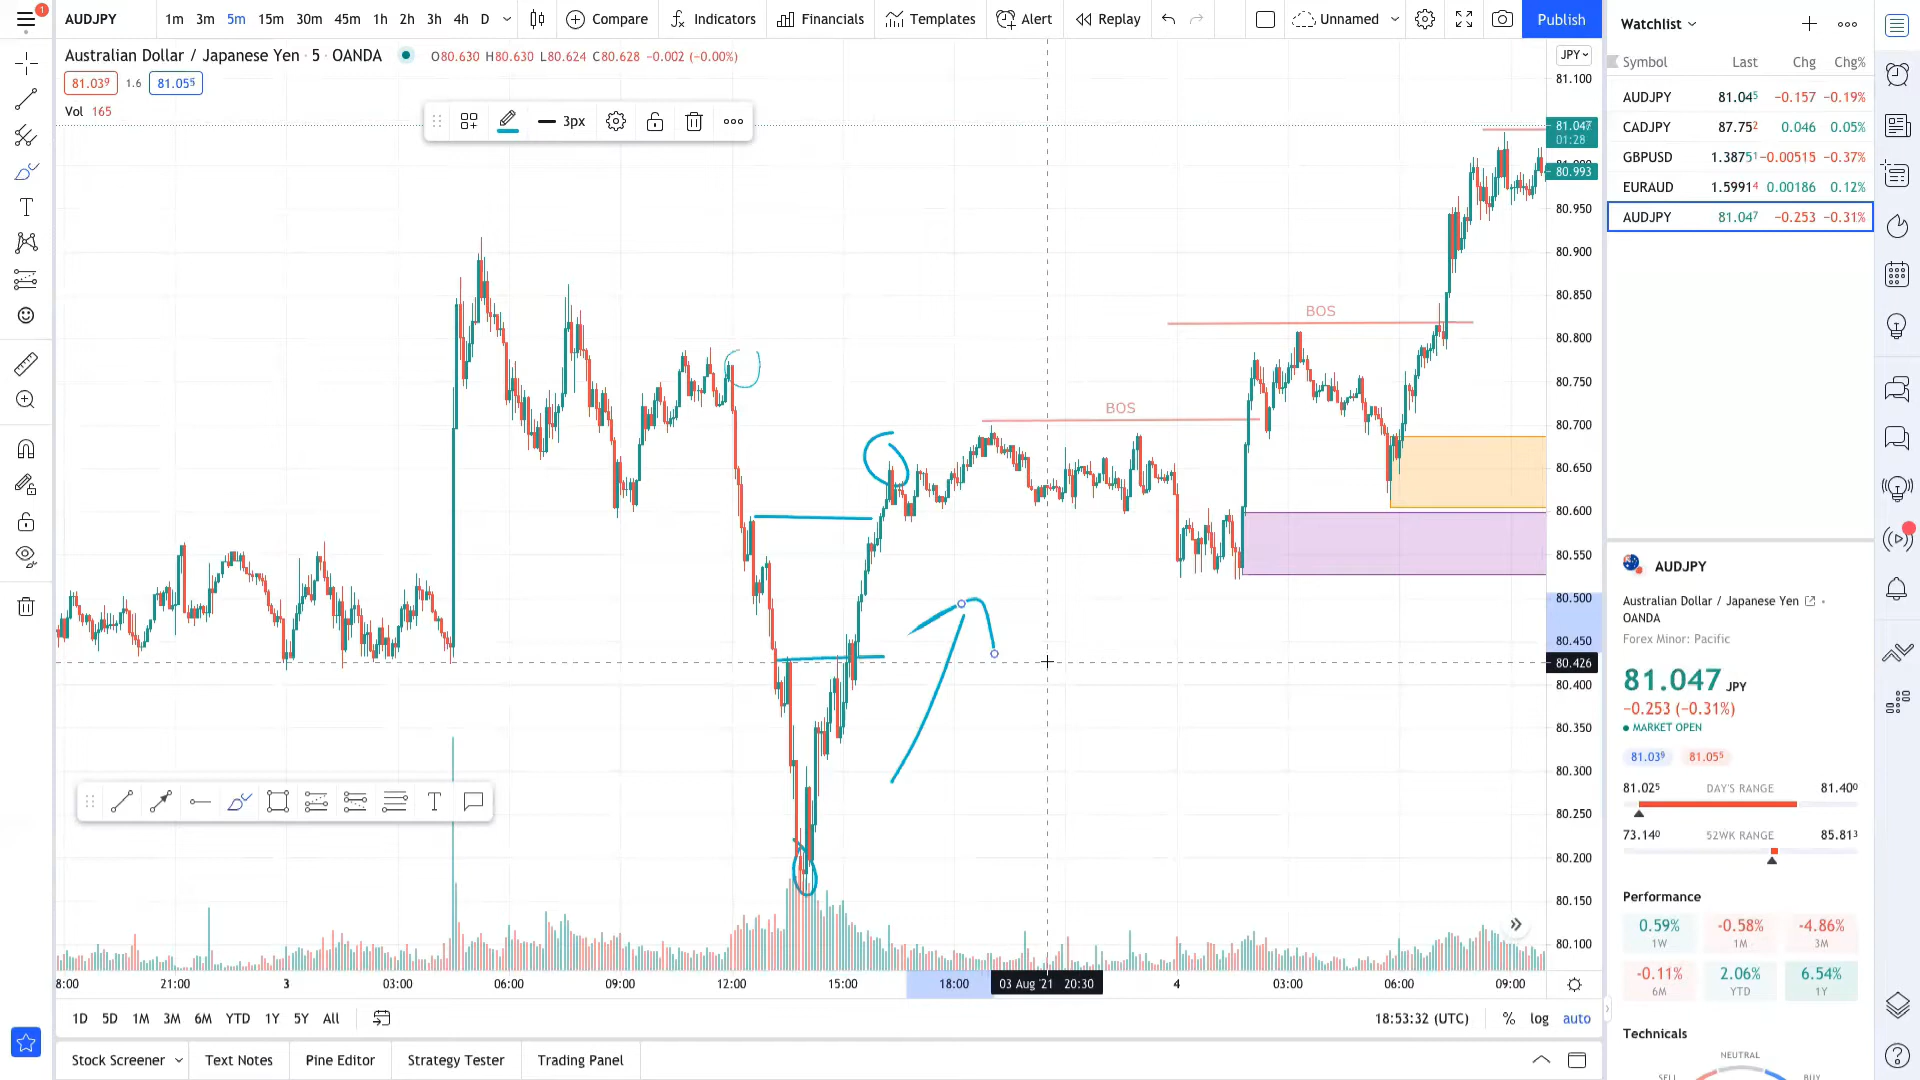 1
AUDJPY
1m 3m 5m 15m 30m 45m 1h 2h 3h 4h D
Compare
Indicators
Financials
Templates
Alert
Replay
Unnamed
Publish
Watchlist
Australian Dollar / Japanese Yen · 5 · OANDA
O80.630 H80.630 L80.624 C80.628 −0.002 (−0.00%)
81.039 1.6 81.055
Vol 165
3px
JPY
81.100
81.047
01:28
80.993
80.950
80.900
80.850
80.800
80.750
80.700
80.650
80.600
80.550
80.500
80.450
80.426
80.400
80.350
80.300
80.250
80.200
80.150
80.100
BOS
BOS
8:00 21:00 3 03:00 06:00 09:00 12:00 15:00 18:00 03 Aug '21 20:30 4 03:00 06:00 09:00
1D 5D 1M 3M 6M YTD 1Y 5Y All
18:53:32 (UTC) % log auto
Stock Screener Text Notes Pine Editor Strategy Tester Trading Panel
Symbol Last Chg Chg%
AUDJPY 81.045 −0.157 −0.19%
CADJPY 87.752 0.046 0.05%
GBPUSD 1.38751 −0.00515 −0.37%
EURAUD 1.59914 0.00186 0.12%
AUDJPY 81.047 −0.253 −0.31%
AUDJPY
Australian Dollar / Japanese Yen
OANDA
Forex Minor: Pacific
81.047 JPY
−0.253 (−0.31%)
MARKET OPEN
81.039 81.055
81.025 DAY'S RANGE 81.400
73.140 52WK RANGE 85.813
Performance
0.59% -0.58% -4.86%
1W 1M 3M
-0.11% 2.06% 6.54%
6M YTD 1Y
Technicals
NEUTRAL
SELL BUY